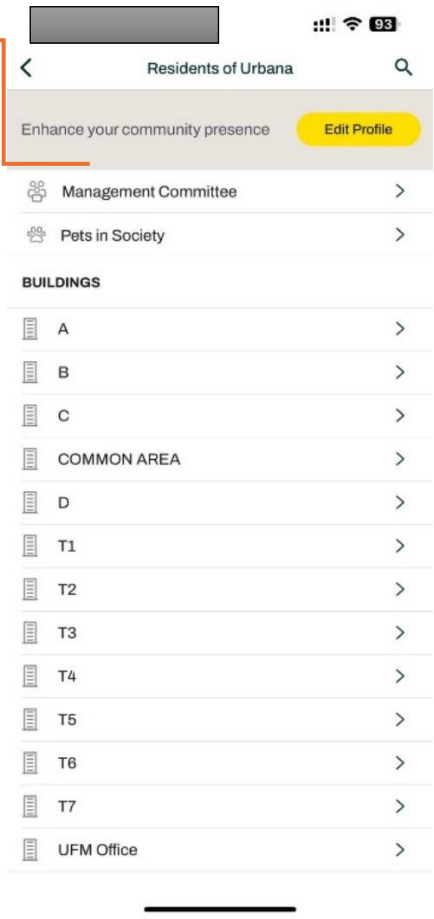 93
Residents of Urbana
Enhance your community presence
Edit Profile
Management Committee
Pets in Society
BUILDINGS
A
B
C
COMMON AREA
D
T1
T2
T3
T4
T5
T6
T7
UFM Office